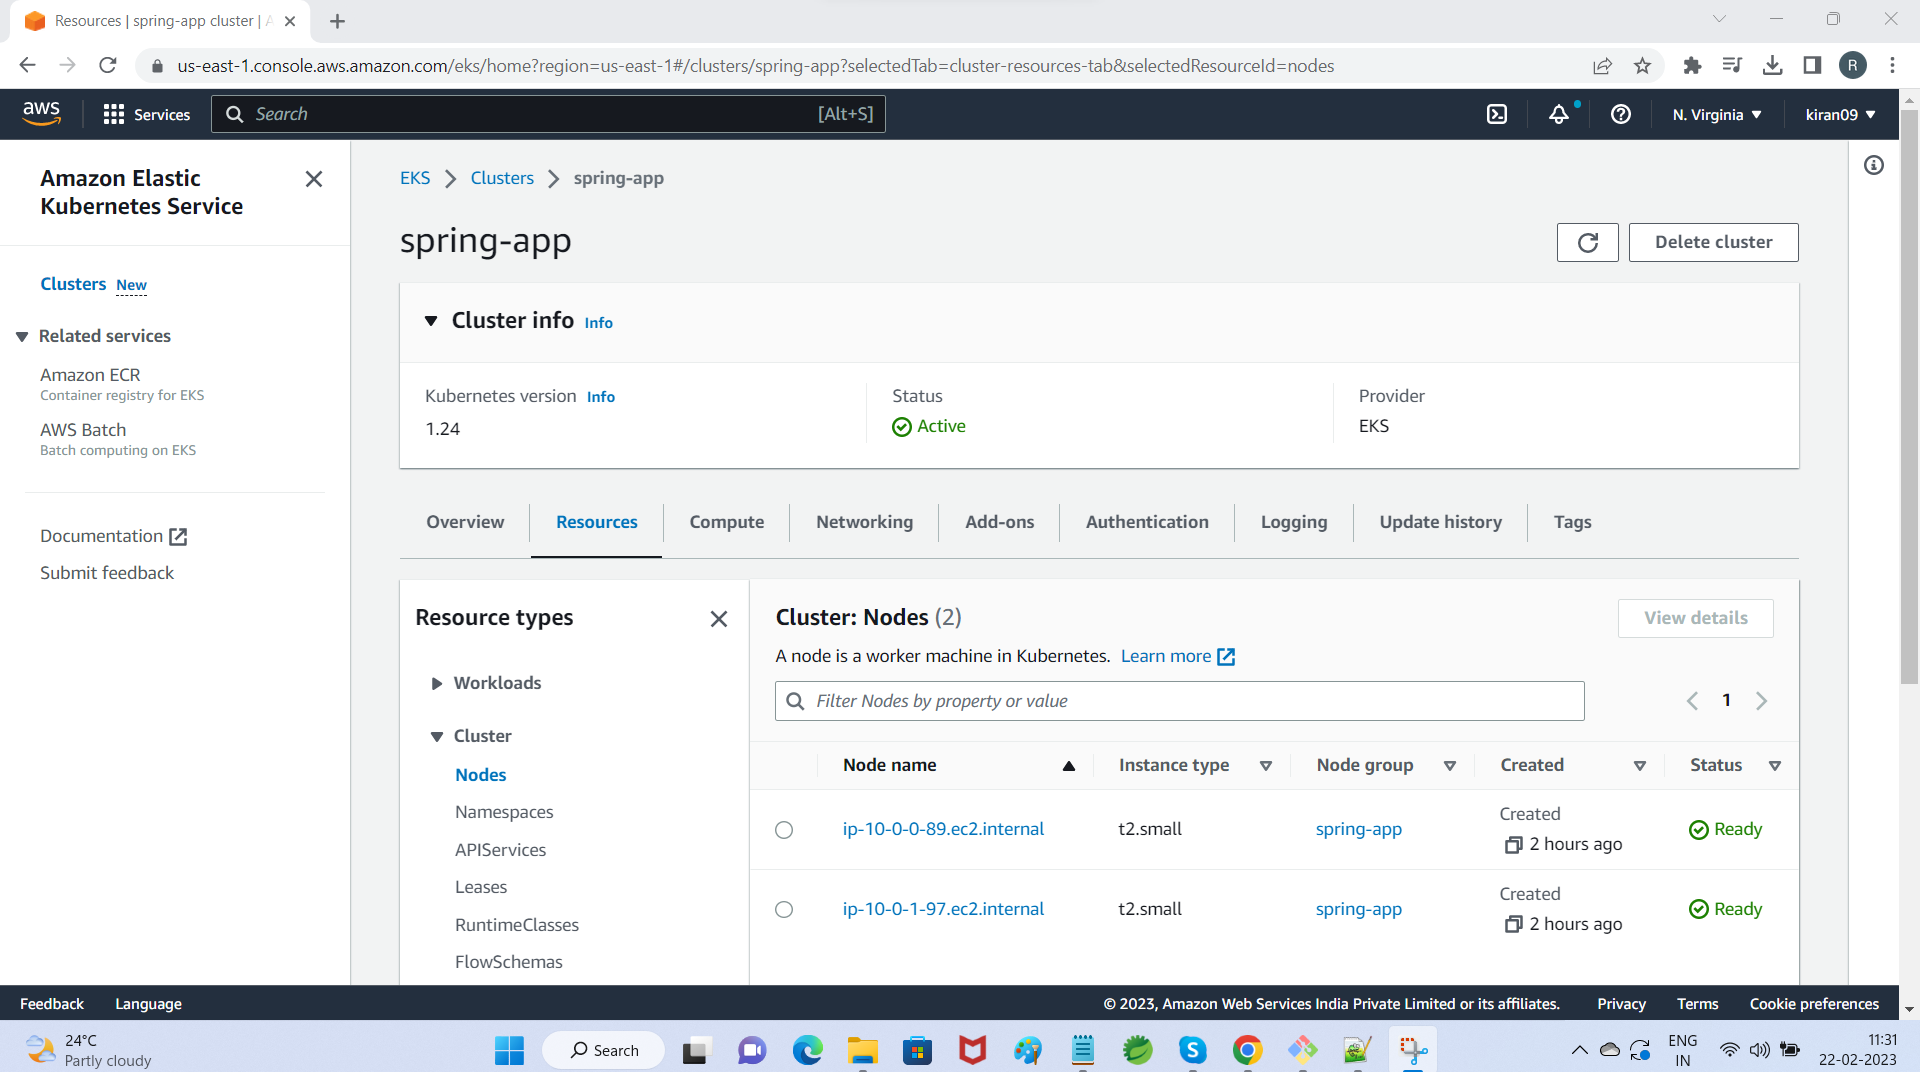 Resources | spring-app cluster | A
us-east-1.console.aws.amazon.com/eks/home?region=us-east-1#/clusters/spring-app?selectedTab=cluster-resources-tab&selectedResourceId=nodes
R
aws
Services
Search
[Alt+S]
N. Virginia
kiran09
Amazon Elastic
Kubernetes Service
Clusters New
Related services
Amazon ECR
Container registry for EKS
AWS Batch
Batch computing on EKS
Documentation
Submit feedback
EKS
Clusters
spring-app
spring-app
Delete cluster
Cluster info Info
Kubernetes version Info
1.24
Status
Active
Provider
EKS
Overview
Resources
Compute
Networking
Add-ons
Authentication
Logging
Update history
Tags
Resource types
Workloads
Cluster
Nodes
Namespaces
APIServices
Leases
RuntimeClasses
FlowSchemas
Cluster: Nodes (2)
View details
A node is a worker machine in Kubernetes. Learn more
Filter Nodes by property or value
1
Node name
Instance type
Node group
Created
Status
ip-10-0-0-89.ec2.internal
t2.small
spring-app
Created
2 hours ago
Ready
ip-10-0-1-97.ec2.internal
t2.small
spring-app
Created
2 hours ago
Ready
Feedback
Language
© 2023, Amazon Web Services India Private Limited or its affiliates.
Privacy
Terms
Cookie preferences
24°C
Partly cloudy
Search
ENG
IN
11:31
22-02-2023